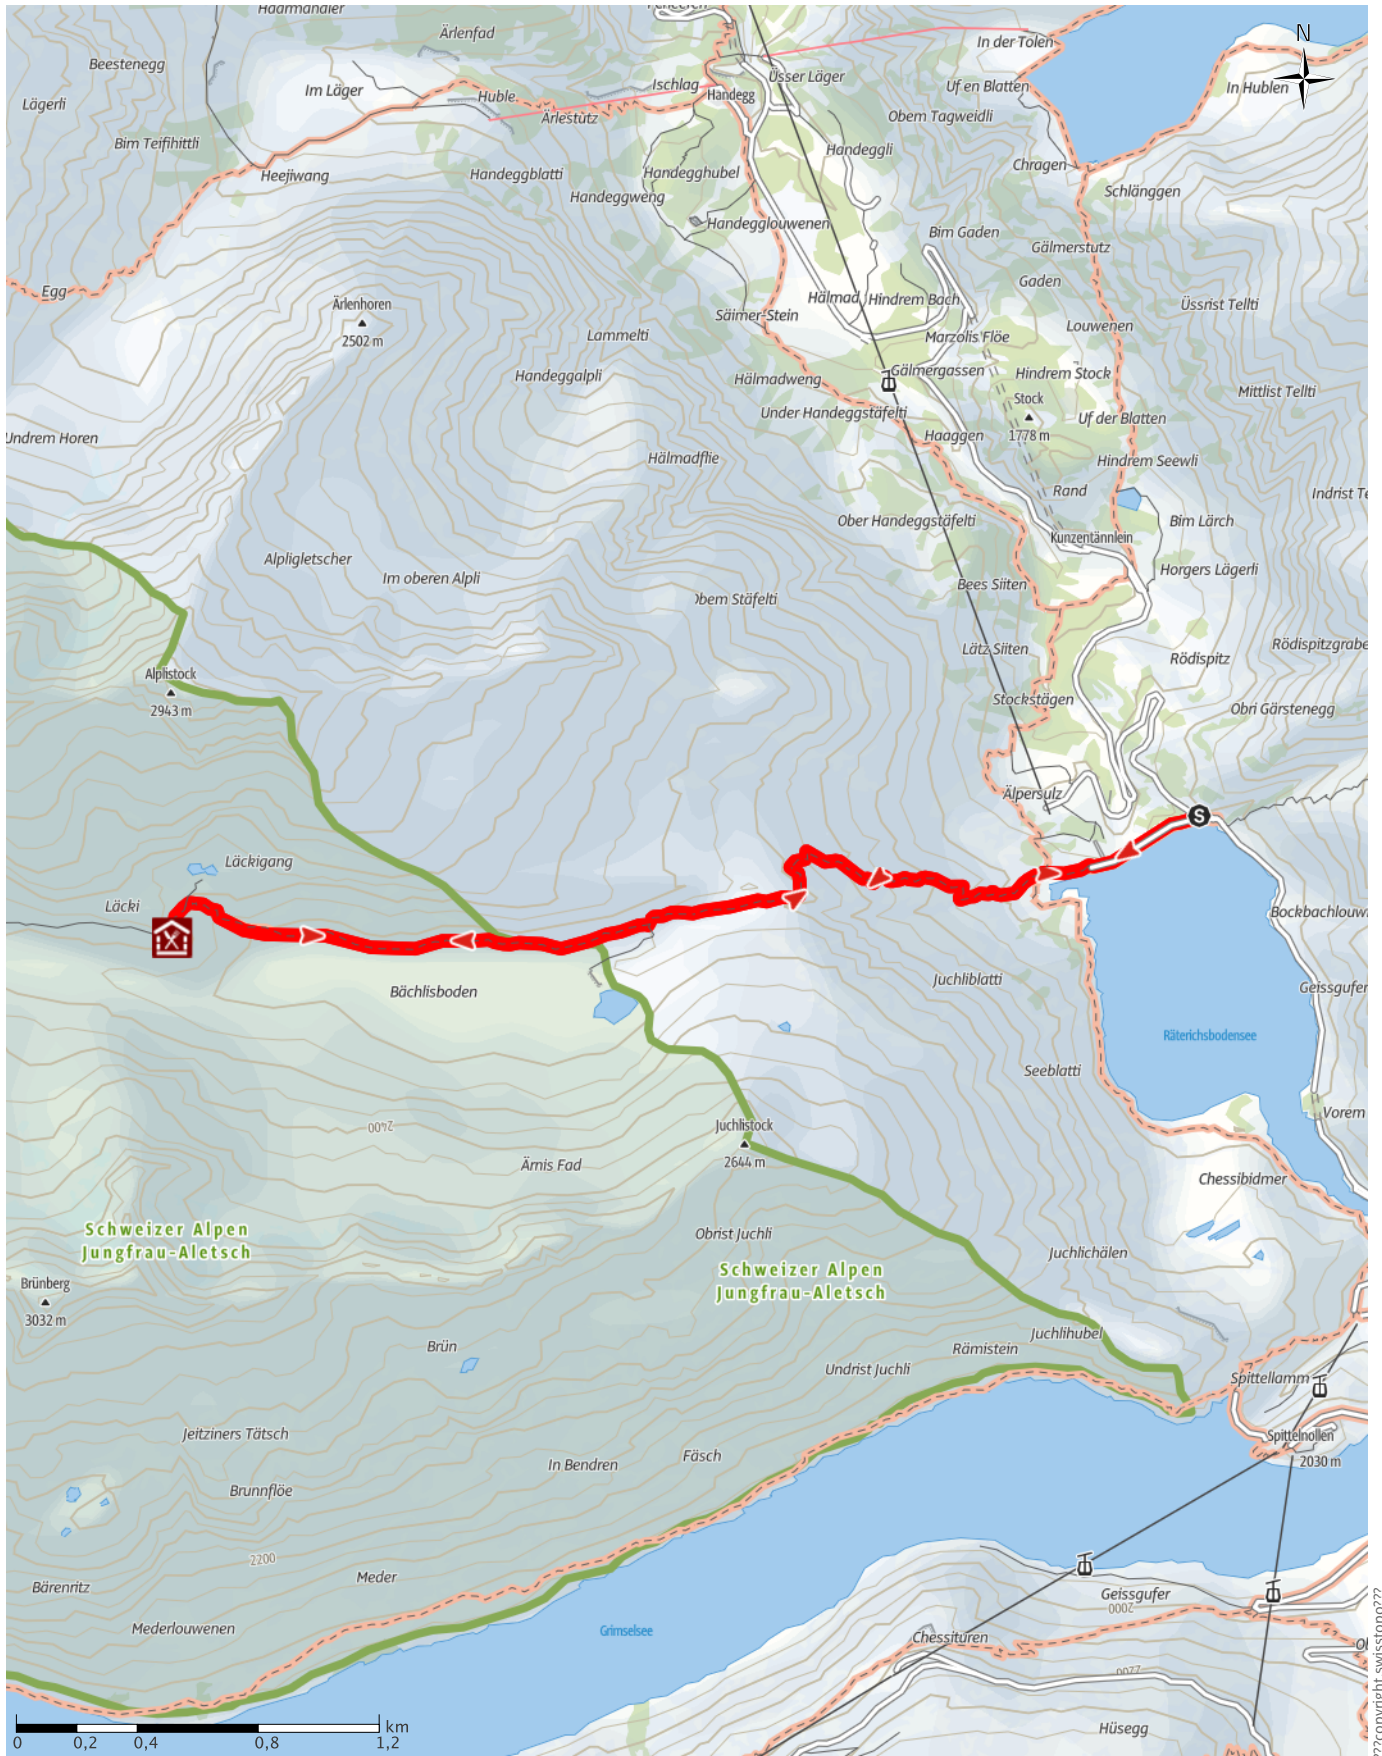 Ärlenfad
In der Tolen
N
Beestenegg
Ischlag
Üsser Läger
Uf en Blatten
In Hublen
Im Läger
Huble
Handegg
Lägerli
Ärlestutz
Obem Tagweidli
Bim Teifihittli
Handeggli
Chragen
Heejiwang
Handeggblatti
Handegghubel
Schlänggen
Handeggweng
Handegglouwenen
Bim Gaden
Gälmerstutz
Egg
Gaden
Ärlenhoren
2502 m
Hälmad
Hindrem Bach
Üssrist Tellti
Säimer-Stein
Louwenen
Lammelti
Marzolis Flöe
Handeggalpli
Hälmadweng
Gälmergassen
Hindrem Stock
Mittlist Tellti
Stock
1778 m
Under Handeggstäfelti
Uf der Blatten
Undrem Horen
Haaggen
Hälmadflie
Hindrem Seewli
Rand
Indrist Te
Ober Handeggstäfelti
Bim Lärch
Kunzentännlein
Alpligletscher
Im oberen Alpli
Horgers Lägerli
Bees Siiten
Obem Stäfelti
Lätz Siiten
Rödispitzgrabe
Rödispitz
Alplistock
2943 m
Stockstägen
Obri Gärstenegg
Älpersulz
S
Läckigang
Läcki
Bockbachlouwi
Juchliblatti
Geissgufer
Bächlisboden
Räterichsbodensee
Seeblatti
Vorem
2400
Juchlistock
2644 m
Ärnis Fad
Chessibidmer
Schweizer Alpen
Jungfrau-Aletsch
Obrist Juchli
Juchlichälen
Schweizer Alpen
Jungfrau-Aletsch
Brünberg
3032 m
Brün
Juchlihubel
Rämistein
Undrist Juchli
Spittellamm
Jeitziners Tätsch
Spittelnollen
2030 m
Fäsch
In Bendren
Brunnflöe
2200
Meder
Bärenritz
Geissgufer
2000
Mederlouwenen
Grimselsee
Chessituren
2200
Hüsegg
km
0 0,2 0,4 0,8 1,2
??copyright swisstopo???